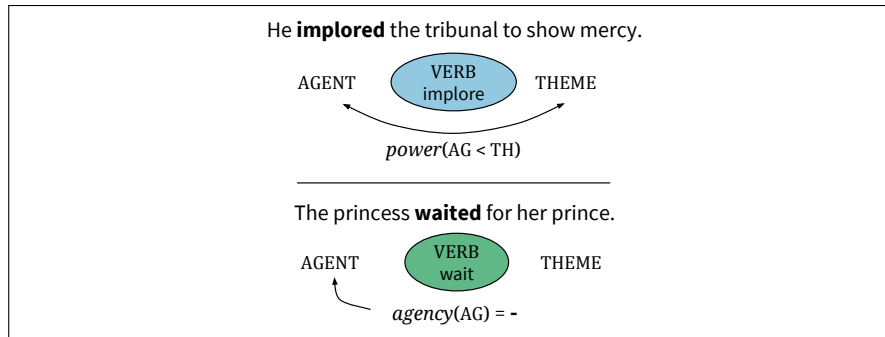 He implored the tribunal to show mercy.
AGENT VERB THEME
implore
power(AG < TH)
The princess waited for her prince.
AGENT VERB THEME
wait
agency(AG) = -